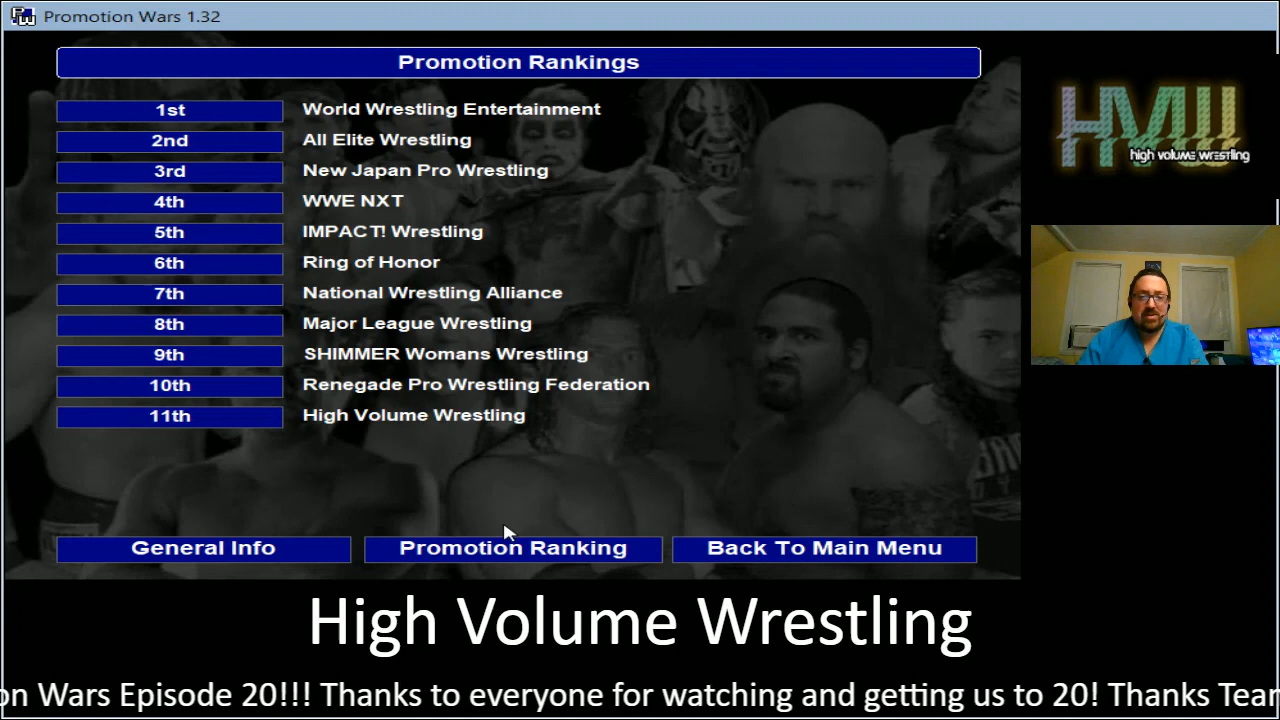 Promotion Wars 1.32
Promotion Rankings
1st World Wrestling Entertainment
2nd All Elite Wrestling
3rd New Japan Pro Wrestling
4th WWE NXT
5th IMPACT! Wrestling
6th Ring of Honor
7th National Wrestling Alliance
8th Major League Wrestling
9th SHIMMER Womans Wrestling
10th Renegade Pro Wrestling Federation
11th High Volume Wrestling
General Info Promotion Ranking Back To Main Menu
HVW
high volume wrestling
High Volume Wrestling
on Wars Episode 20!!! Thanks to everyone for watching and getting us to 20! Thanks Tear